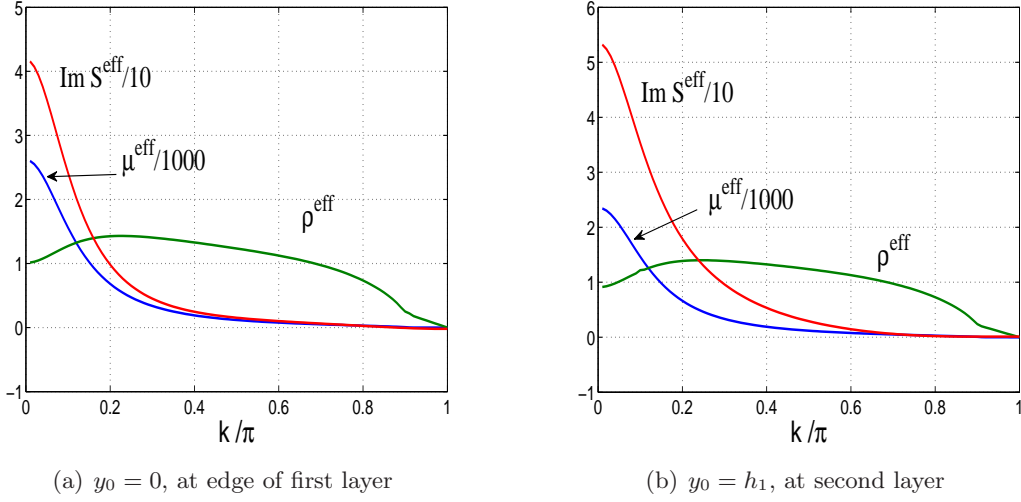 5
4
3
2
1
0
−1
0 0.2 0.4 0.6 0.8 1
k/π
Im S^eff/10
μ^eff/1000
ρ^eff
(a) y₀ = 0, at edge of first layer
6
5
4
3
2
1
0
−1
0 0.2 0.4 0.6 0.8 1
k/π
Im S^eff/10
μ^eff/1000
ρ^eff
(b) y₀ = h₁, at second layer